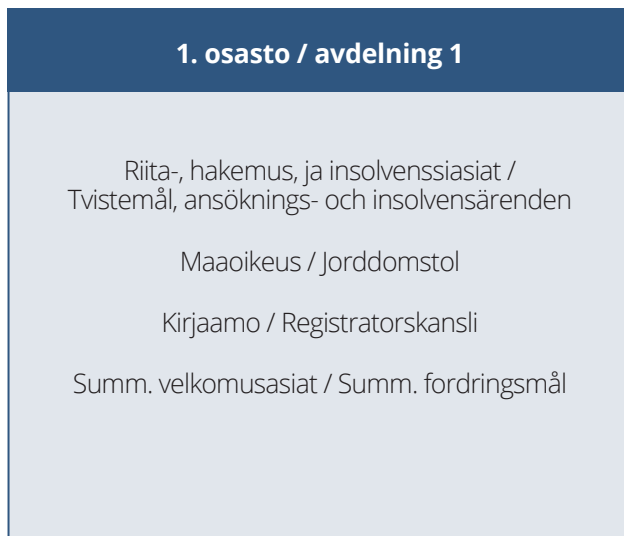 1. osasto / avdelning 1
Riita-, hakemus, ja insolvenssiasiat /
Tvistemål, ansöknings- och insolvensärenden
Maaoikeus / Jorddomstol
Kirjaamo / Registratorskansli
Summ. velkomusasiat / Summ. fordringsmål